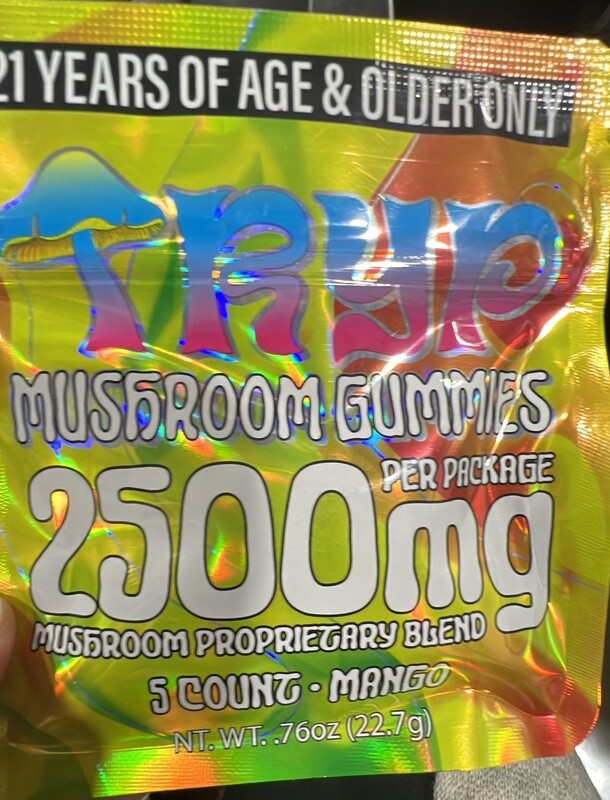 21 YEARS OF AGE & OLDER ONLY
TRYP
MUSHROOM GUMMIES
2500mg
PER PACKAGE
MUSHROOM PROPRIETARY BLEND
5 COUNT · MANGO
NT. WT. .76oz (22.7g)